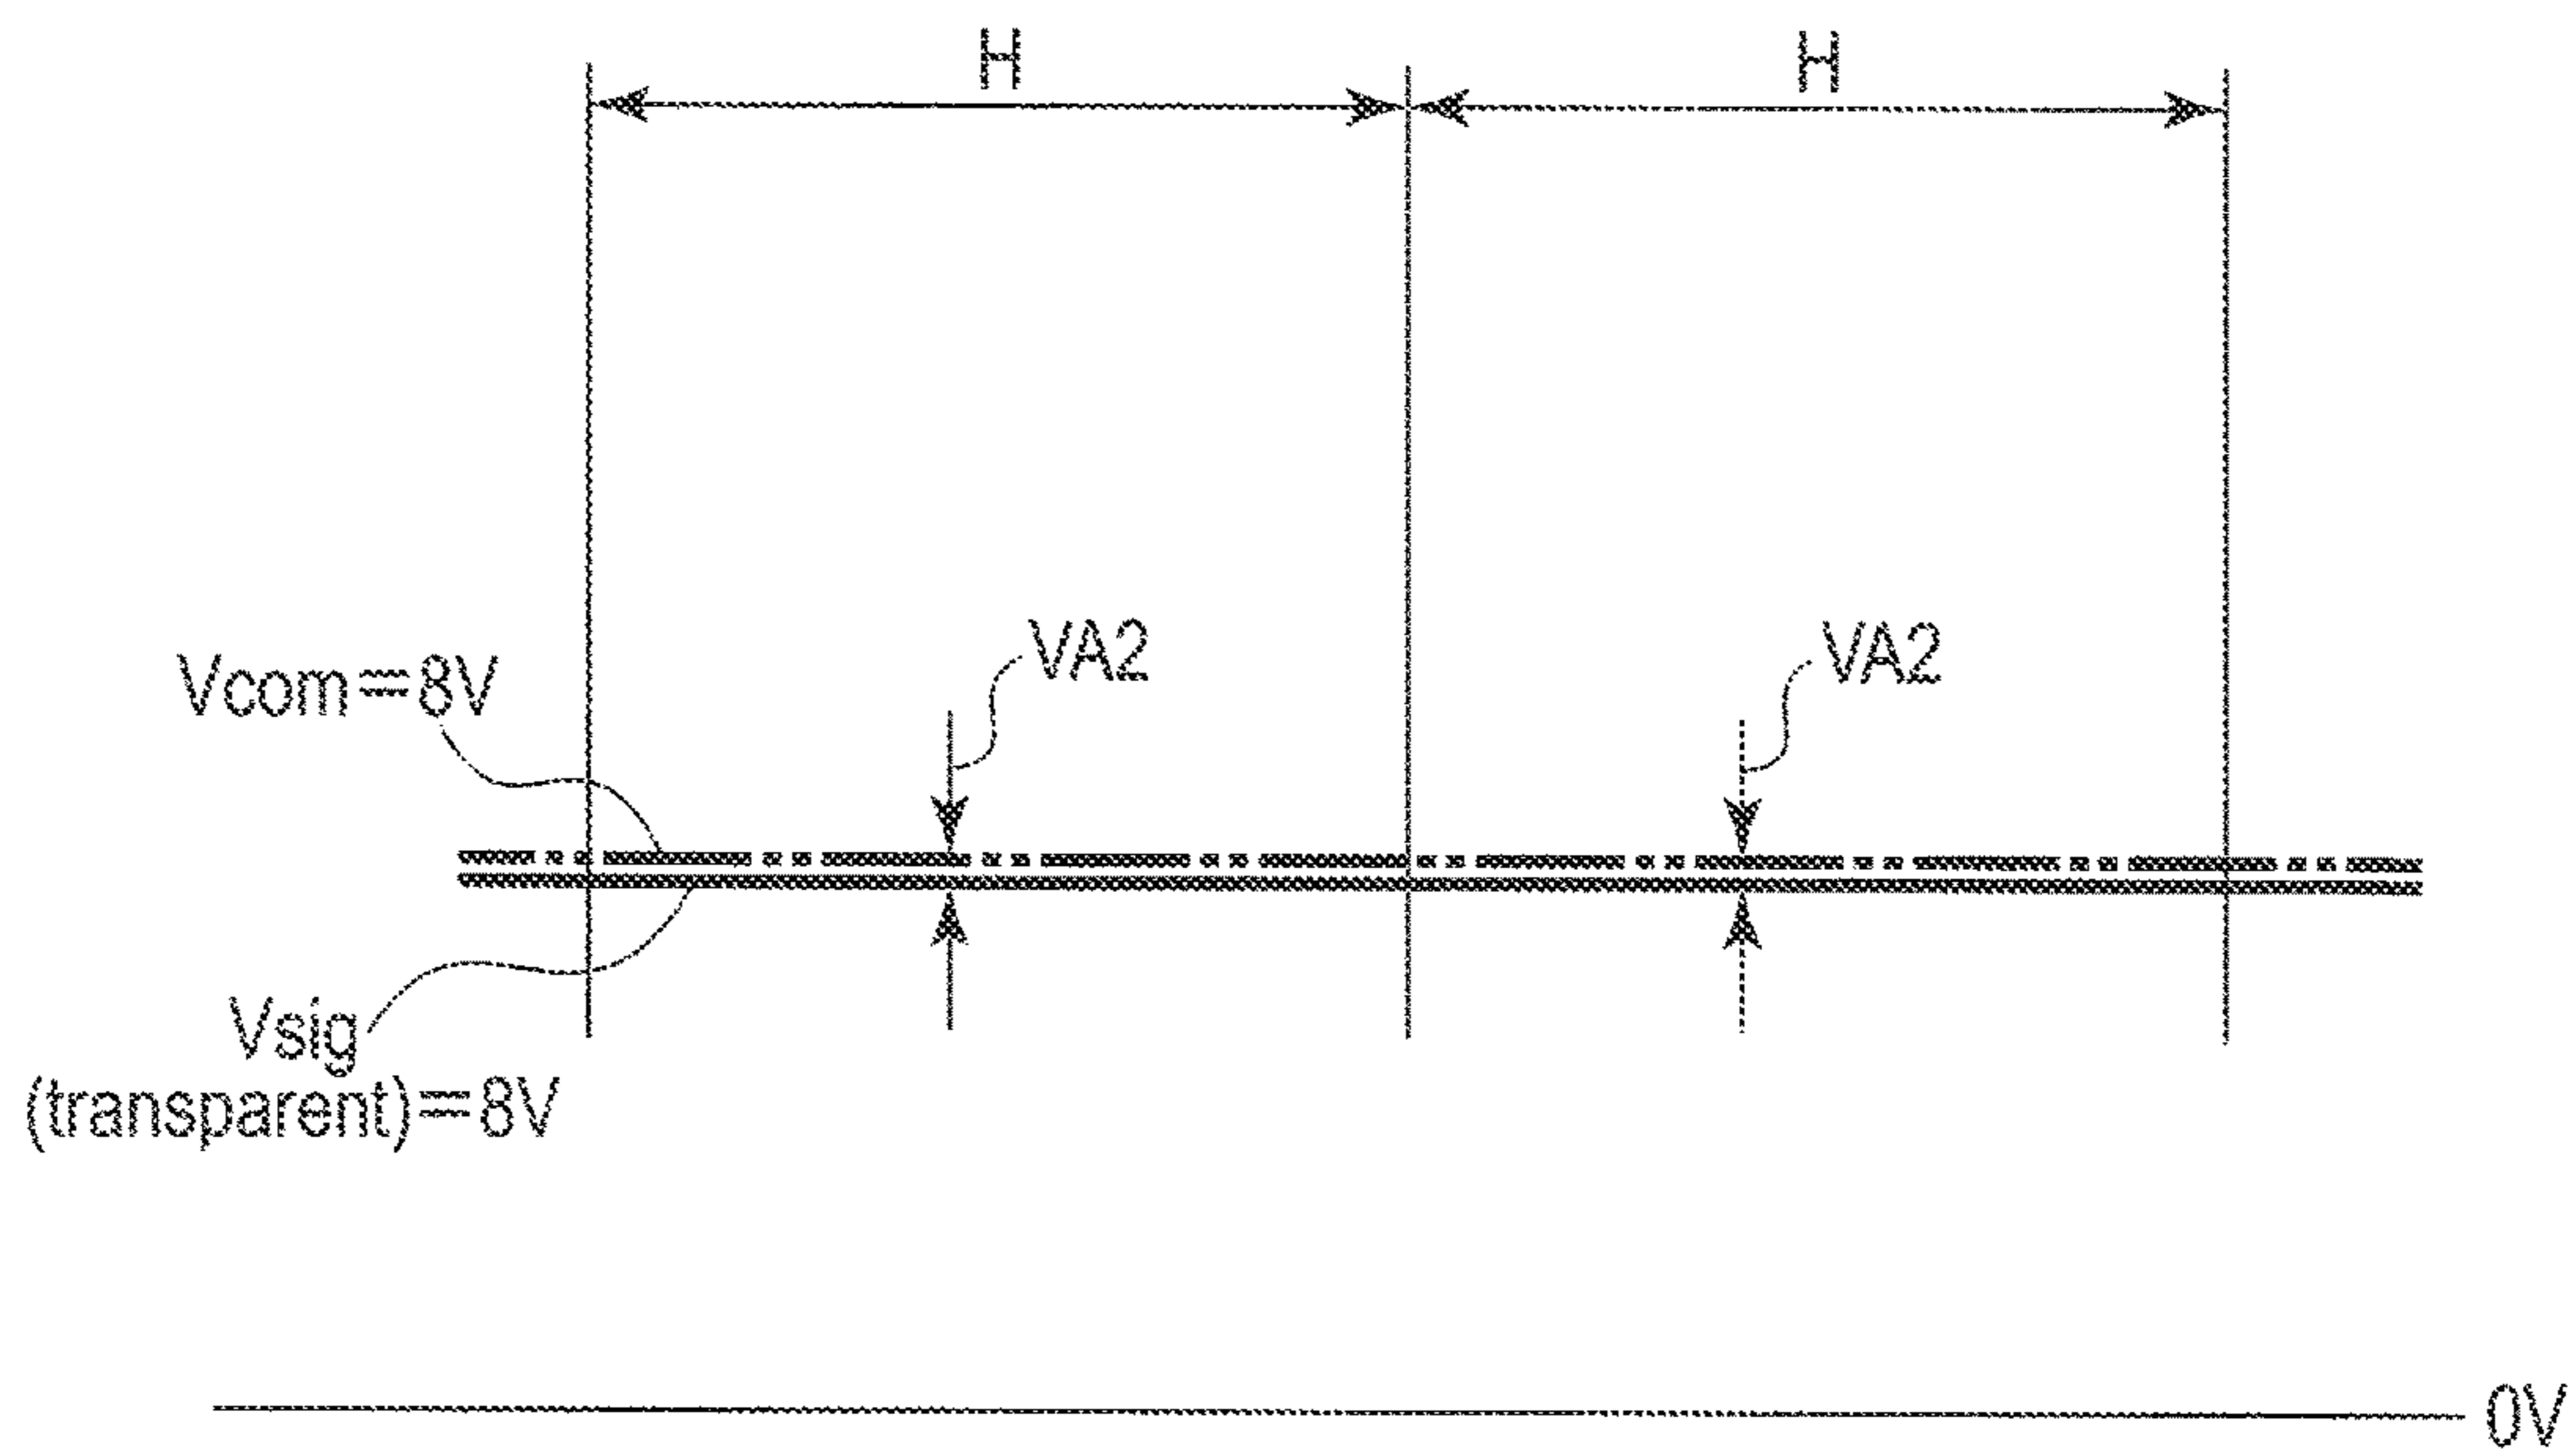 H
H
VA2
VA2
Vcom=8V
Vsig
(transparent)=8V
0V